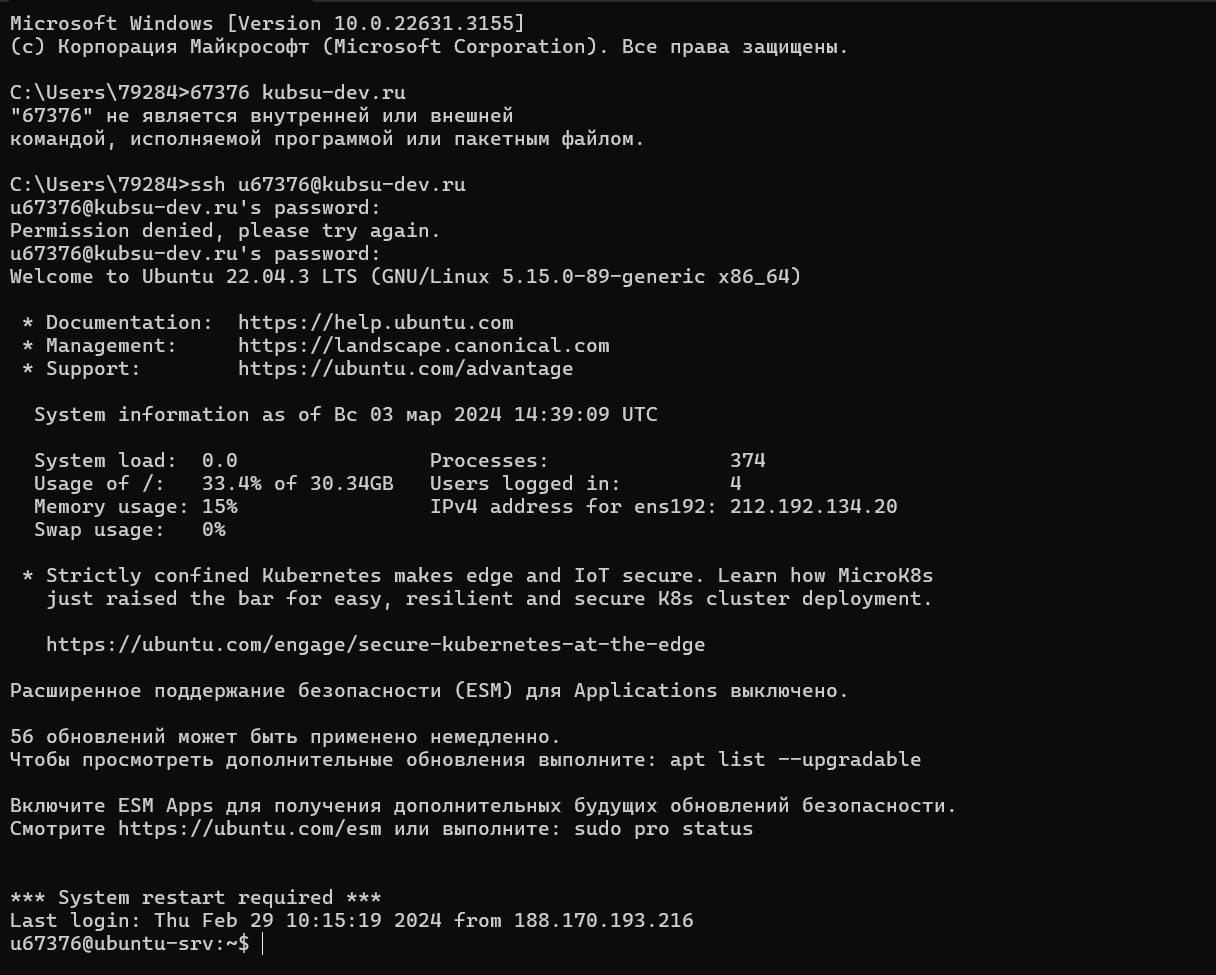 Microsoft Windows [Version 10.0.22631.3155]
(c) Корпорация Майкрософт (Microsoft Corporation). Все права защищены.
C:\Users\79284>67376 kubsu-dev.ru
"67376" не является внутренней или внешней
командой, исполняемой программой или пакетным файлом.
C:\Users\79284>ssh u67376@kubsu-dev.ru
u67376@kubsu-dev.ru's password:
Permission denied, please try again.
u67376@kubsu-dev.ru's password:
Welcome to Ubuntu 22.04.3 LTS (GNU/Linux 5.15.0-89-generic x86_64)
* Documentation:  https://help.ubuntu.com
* Management:     https://landscape.canonical.com
* Support:        https://ubuntu.com/advantage
System information as of Вс 03 мар 2024 14:39:09 UTC
System load:  0.0                Processes:               374
Usage of /:   33.4% of 30.34GB   Users logged in:         4
Memory usage: 15%                IPv4 address for ens192: 212.192.134.20
Swap usage:   0%
* Strictly confined Kubernetes makes edge and IoT secure. Learn how MicroK8s
just raised the bar for easy, resilient and secure K8s cluster deployment.
https://ubuntu.com/engage/secure-kubernetes-at-the-edge
Расширенное поддержание безопасности (ESM) для Applications выключено.
56 обновлений может быть применено немедленно.
Чтобы просмотреть дополнительные обновления выполните: apt list --upgradable
Включите ESM Apps для получения дополнительных будущих обновлений безопасности.
Смотрите https://ubuntu.com/esm или выполните: sudo pro status
*** System restart required ***
Last login: Thu Feb 29 10:15:19 2024 from 188.170.193.216
u67376@ubuntu-srv:~$